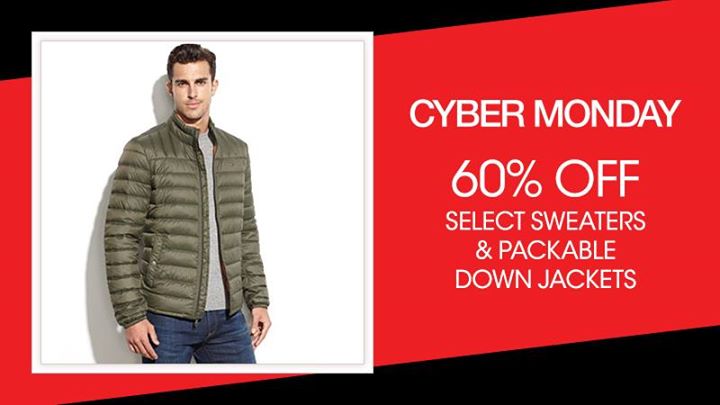 CYBER MONDAY
60% OFF
SELECT SWEATERS
& PACKABLE
DOWN JACKETS